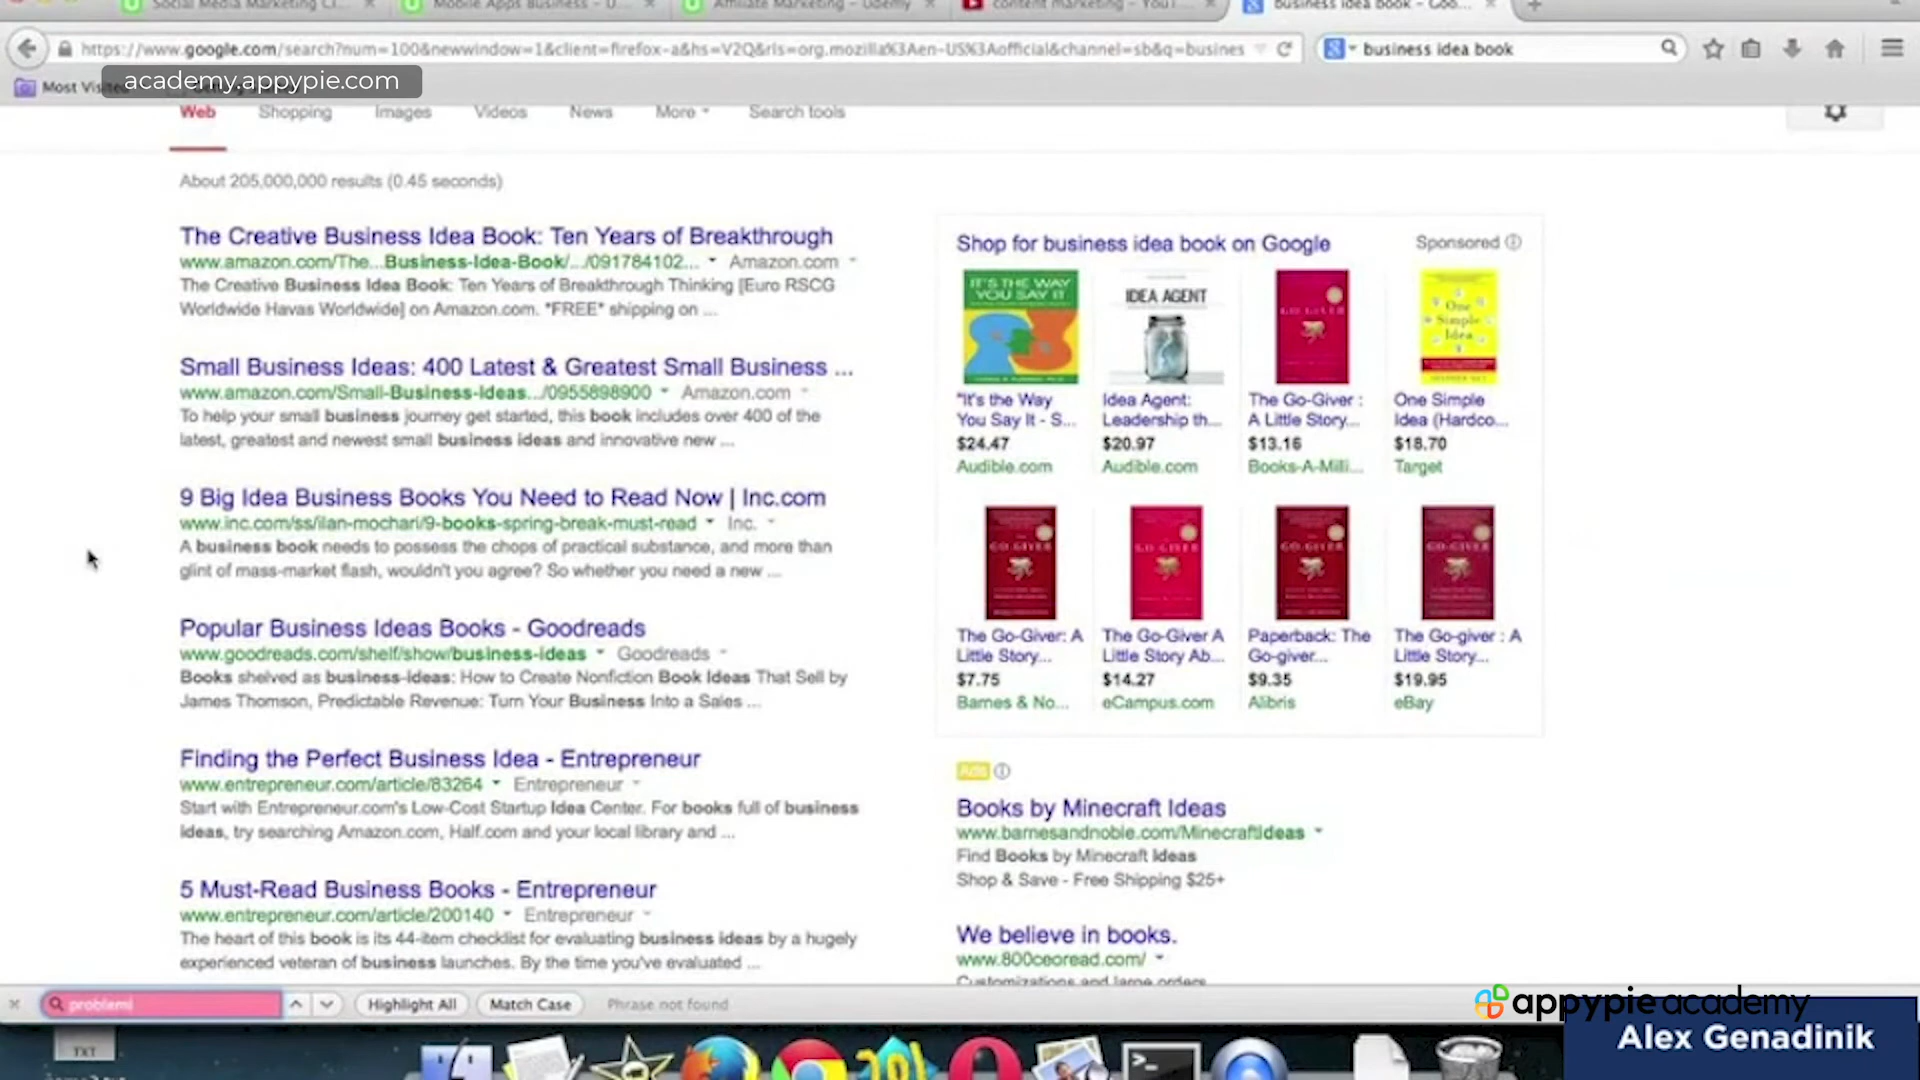 Social Media Marketing
Mobile Apps Business -
Affiliate Marketing - Udemy
content marketing -
business idea book -
https://www.google.com/search?num=100&newwindow=1&client=firefox-a&hs=V2Q&rls=org.mozilla%3Aen-US%3Aofficial&channel=sb&q=busines
business idea book
Most
academy.appypie.com
Web Shopping Images Videos News More Search tools
About 205,000,000 results (0.45 seconds)
The Creative Business Idea Book: Ten Years of Breakthrough
www.amazon.com/The...Business-Idea-Book/.../091784102... Amazon.com
The Creative Business Idea Book: Ten Years of Breakthrough Thinking [Euro RSCG
Worldwide Havas Worldwide] on Amazon.com. *FREE* shipping on ...
Small Business Ideas: 400 Latest & Greatest Small Business ...
www.amazon.com/Small-Business-Ideas.../0955898900 Amazon.com
To help your small business journey get started, this book includes over 400 of the
latest, greatest and newest small business ideas and innovative new ...
9 Big Idea Business Books You Need to Read Now | Inc.com
www.inc.com/ss/ilan-mochari/9-books-spring-break-must-read Inc.
A business book needs to possess the chops of practical substance, and more than
glint of mass-market flash, wouldn't you agree? So whether you need a new ...
Popular Business Ideas Books - Goodreads
www.goodreads.com/shelf/show/business-ideas Goodreads
Books shelved as business-ideas: How to Create Nonfiction Book Ideas That Sell by
James Thomson, Predictable Revenue: Turn Your Business Into a Sales ...
Finding the Perfect Business Idea - Entrepreneur
www.entrepreneur.com/article/83264 Entrepreneur
Start with Entrepreneur.com's Low-Cost Startup Idea Center. For books full of business
ideas, try searching Amazon.com, Half.com and your local library and ...
5 Must-Read Business Books - Entrepreneur
www.entrepreneur.com/article/200140 Entrepreneur
The heart of this book is its 44-item checklist for evaluating business ideas by a hugely
experienced veteran of business launches. By the time you've evaluated ...
Shop for business idea book on Google Sponsored
IT'S THE WAY
YOU SAY IT
IDEA AGENT
GO-GIVER
One
Simple
Idea
"It's the Way
You Say It - S...
$24.47
Audible.com
Idea Agent:
Leadership th...
$20.97
Audible.com
The Go-Giver :
A Little Story...
$13.16
Books-A-Milli...
One Simple
Idea (Hardco...
$18.70
Target
GO-GIVER
GO-GIVER
GO-GIVER
GO-GIVER
The Go-Giver: A
Little Story...
$7.75
Barnes & No...
The Go-Giver A
Little Story Ab...
$14.27
eCampus.com
Paperback: The
Go-giver...
$9.35
Alibris
The Go-giver : A
Little Story...
$19.95
eBay
Ads
Books by Minecraft Ideas
www.barnesandnoble.com/MinecraftIdeas
Find Books by Minecraft Ideas
Shop & Save - Free Shipping $25+
We believe in books.
www.800ceoread.com/
Customizations and large orders
problemi
Highlight All Match Case Phrase not found
appypie academy
Alex Genadinik
TXT